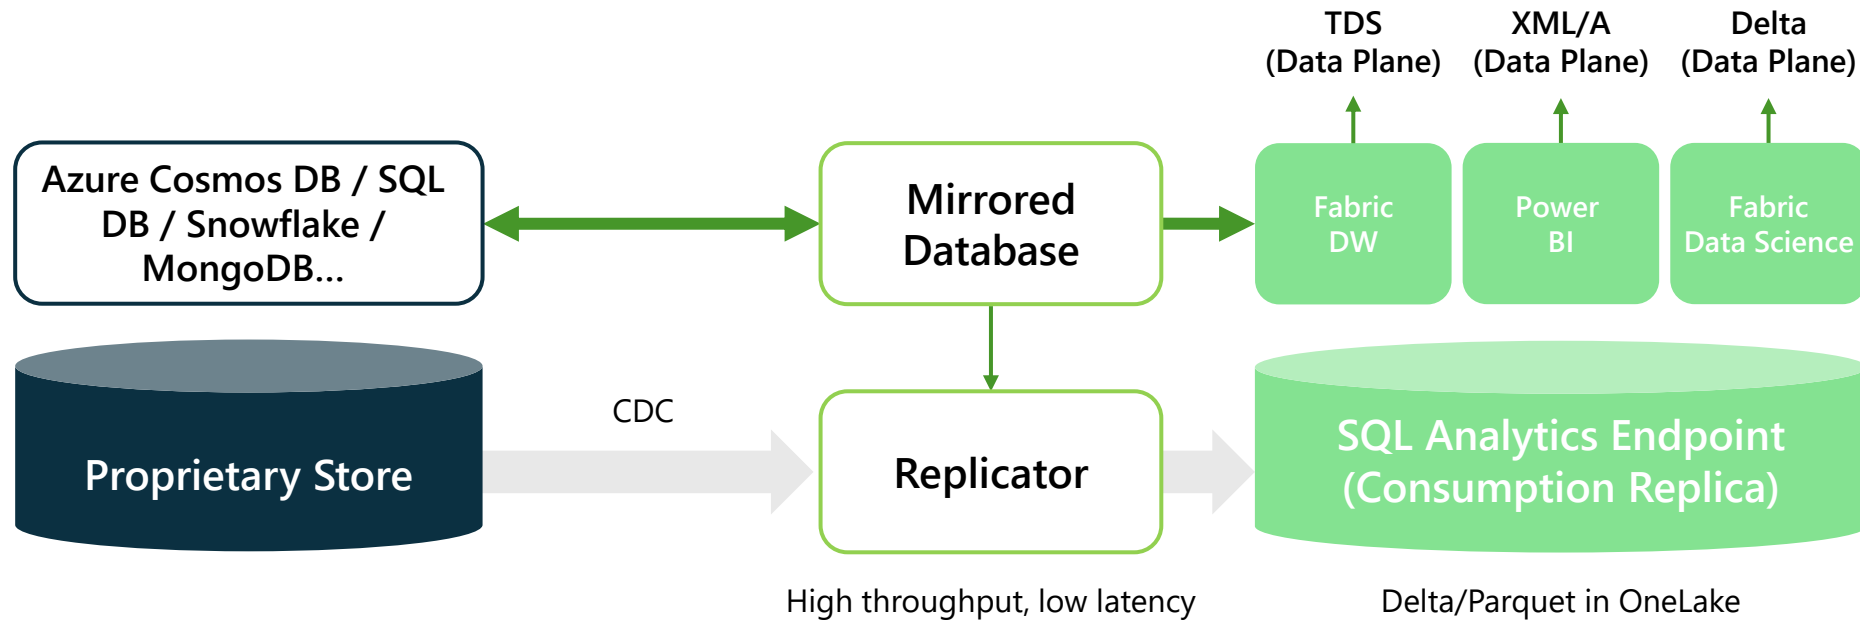 TDS
(Data Plane)
XML/A
(Data Plane)
Delta
(Data Plane)
Azure Cosmos DB / SQL
DB / Snowflake /
MongoDB...
Mirrored
Database
Fabric
DW
Power
BI
Fabric
Data Science
Proprietary Store
CDC
Replicator
SQL Analytics Endpoint
(Consumption Replica)
High throughput, low latency
Delta/Parquet in OneLake